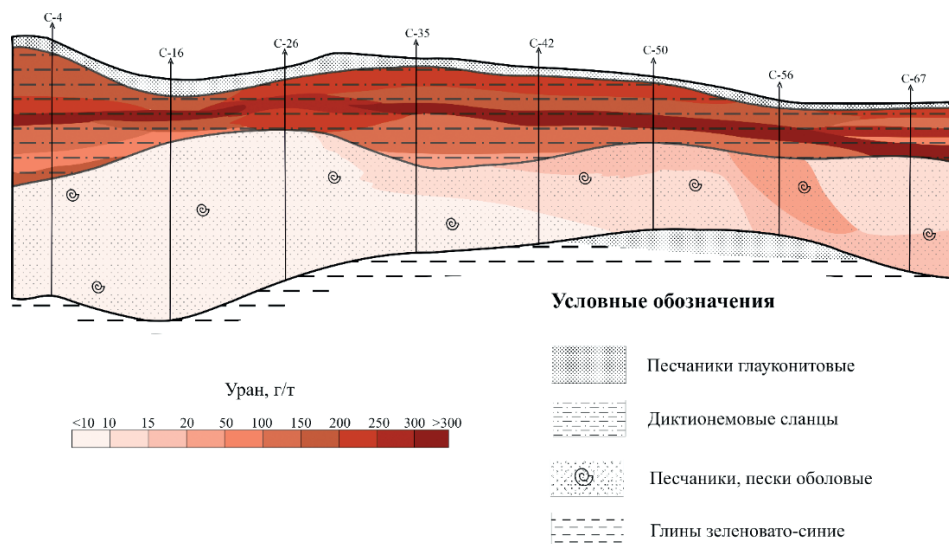 С-4
С-16
С-26
С-35
С-42
С-50
С-56
С-67
Условные обозначения
Песчаники глауконитовые
Уран, г/т
<10 10 15 20 50 100 150 200 250 300 >300
Диктионемовые сланцы
Песчаники, пески оболовые
Глины зеленовато-синие